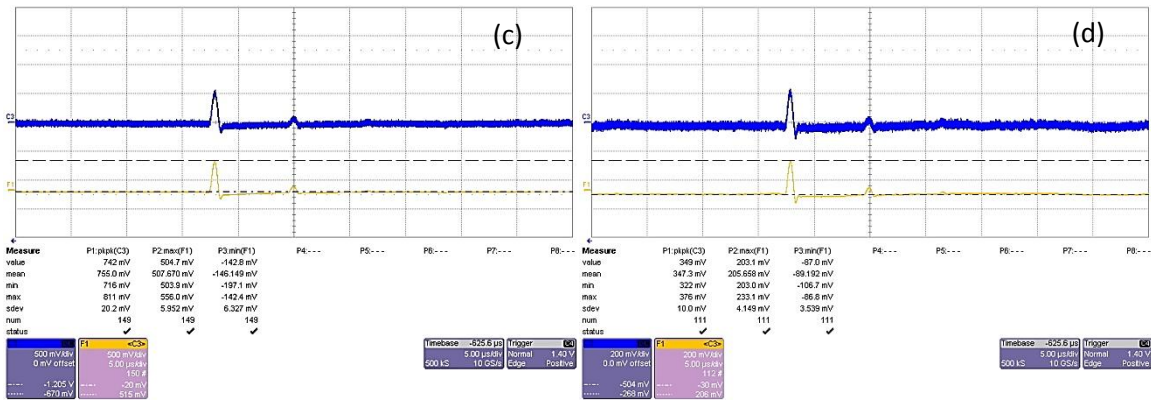 (c)
C3
F1
Measure P1:pkpk(C3) P2:max(F1) P3:min(F1) P4:--- P5:--- P6:--- P7:--- P8:---
value 742 mV 504.7 mV -142.8 mV
mean 755.0 mV 507.670 mV -146.149 mV
min 716 mV 503.9 mV -197.1 mV
max 811 mV 556.0 mV -142.4 mV
sdev 20.2 mV 5.952 mV 6.327 mV
num 149 149 149
status ✓ ✓ ✓
500 mV/div
0 mV offset
-1.205 V
-670 mV
F1 <C3>
500 mV/div
5.00 µs/div
150 #
-20 mV
515 mV
Timebase -625.6 µs
5.00 µs/div
500 kS 10 GS/s
Trigger C4
Normal 1.40 V
Edge Positive
(d)
C3
F1
Measure P1:pkpk(C3) P2:max(F1) P3:min(F1) P4:--- P5:--- P6:--- P7:--- P8:---
value 349 mV 203.1 mV -87.0 mV
mean 347.3 mV 205.658 mV -89.192 mV
min 322 mV 203.0 mV -106.7 mV
max 376 mV 233.1 mV -86.8 mV
sdev 10.0 mV 4.149 mV 3.539 mV
num 111 111 111
status ✓ ✓ ✓
200 mV/div
0.0 mV offset
-504 mV
-268 mV
F1 <C3>
200 mV/div
5.00 µs/div
112 #
-30 mV
206 mV
Timebase -625.6 µs
5.00 µs/div
500 kS 10 GS/s
Trigger C4
Normal 1.40 V
Edge Positive